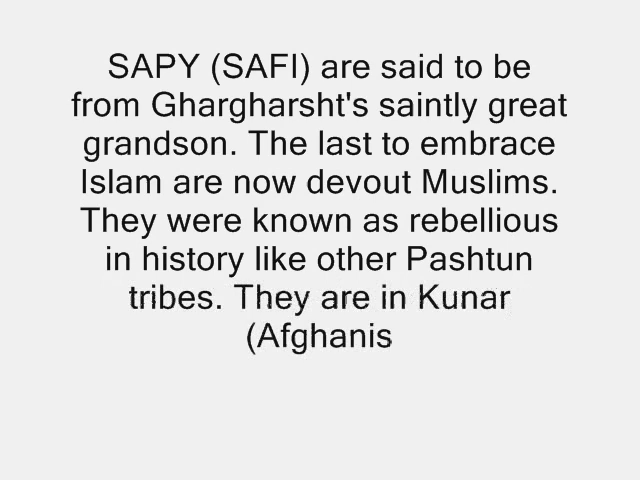 SAPY (SAFI) are said to be
from Ghargharsht's saintly great
grandson. The last to embrace
Islam are now devout Muslims.
They were known as rebellious
in history like other Pashtun
tribes. They are in Kunar
(Afghanis